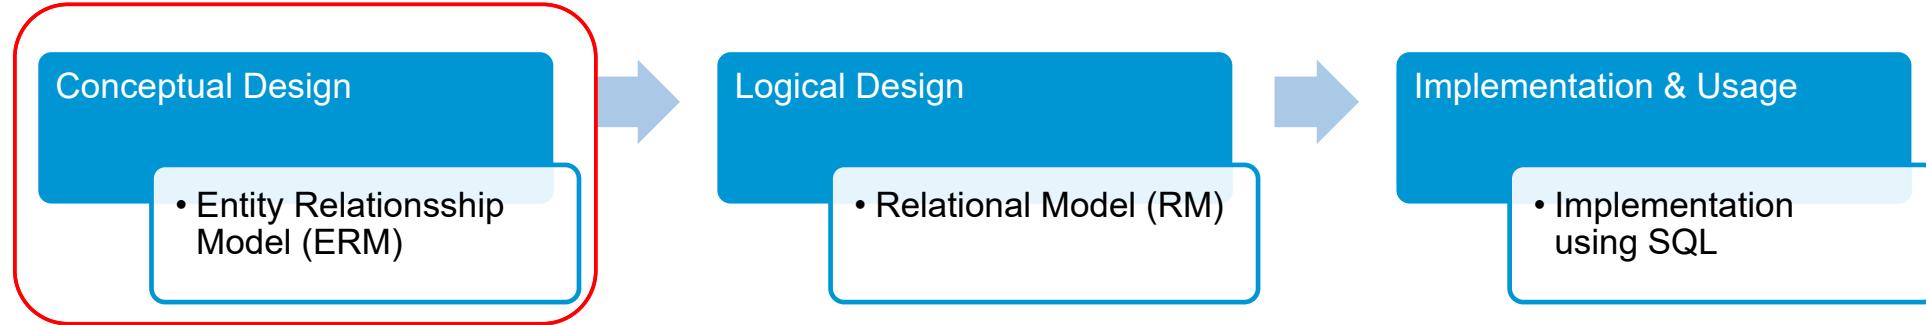 Conceptual Design
• Entity Relationsship
Model (ERM)
Logical Design
• Relational Model (RM)
Implementation & Usage
• Implementation
using SQL